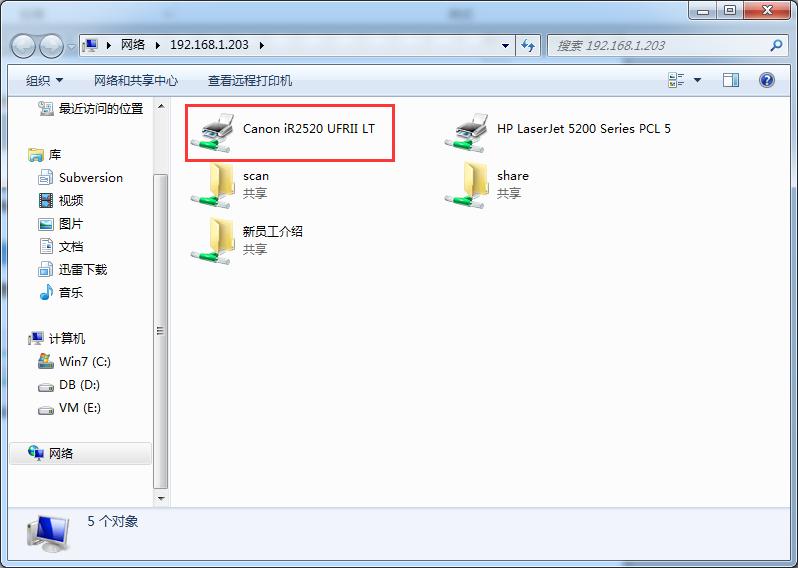 网络 192.168.1.203
搜索 192.168.1.203
组织 网络和共享中心 查看远程打印机
最近访问的位置
库
Subversion
视频
图片
文档
迅雷下载
音乐
计算机
Win7 (C:)
DB (D:)
VM (E:)
网络
Canon iR2520 UFRII LT
HP LaserJet 5200 Series PCL 5
scan
共享
share
共享
新员工介绍
共享
5 个对象